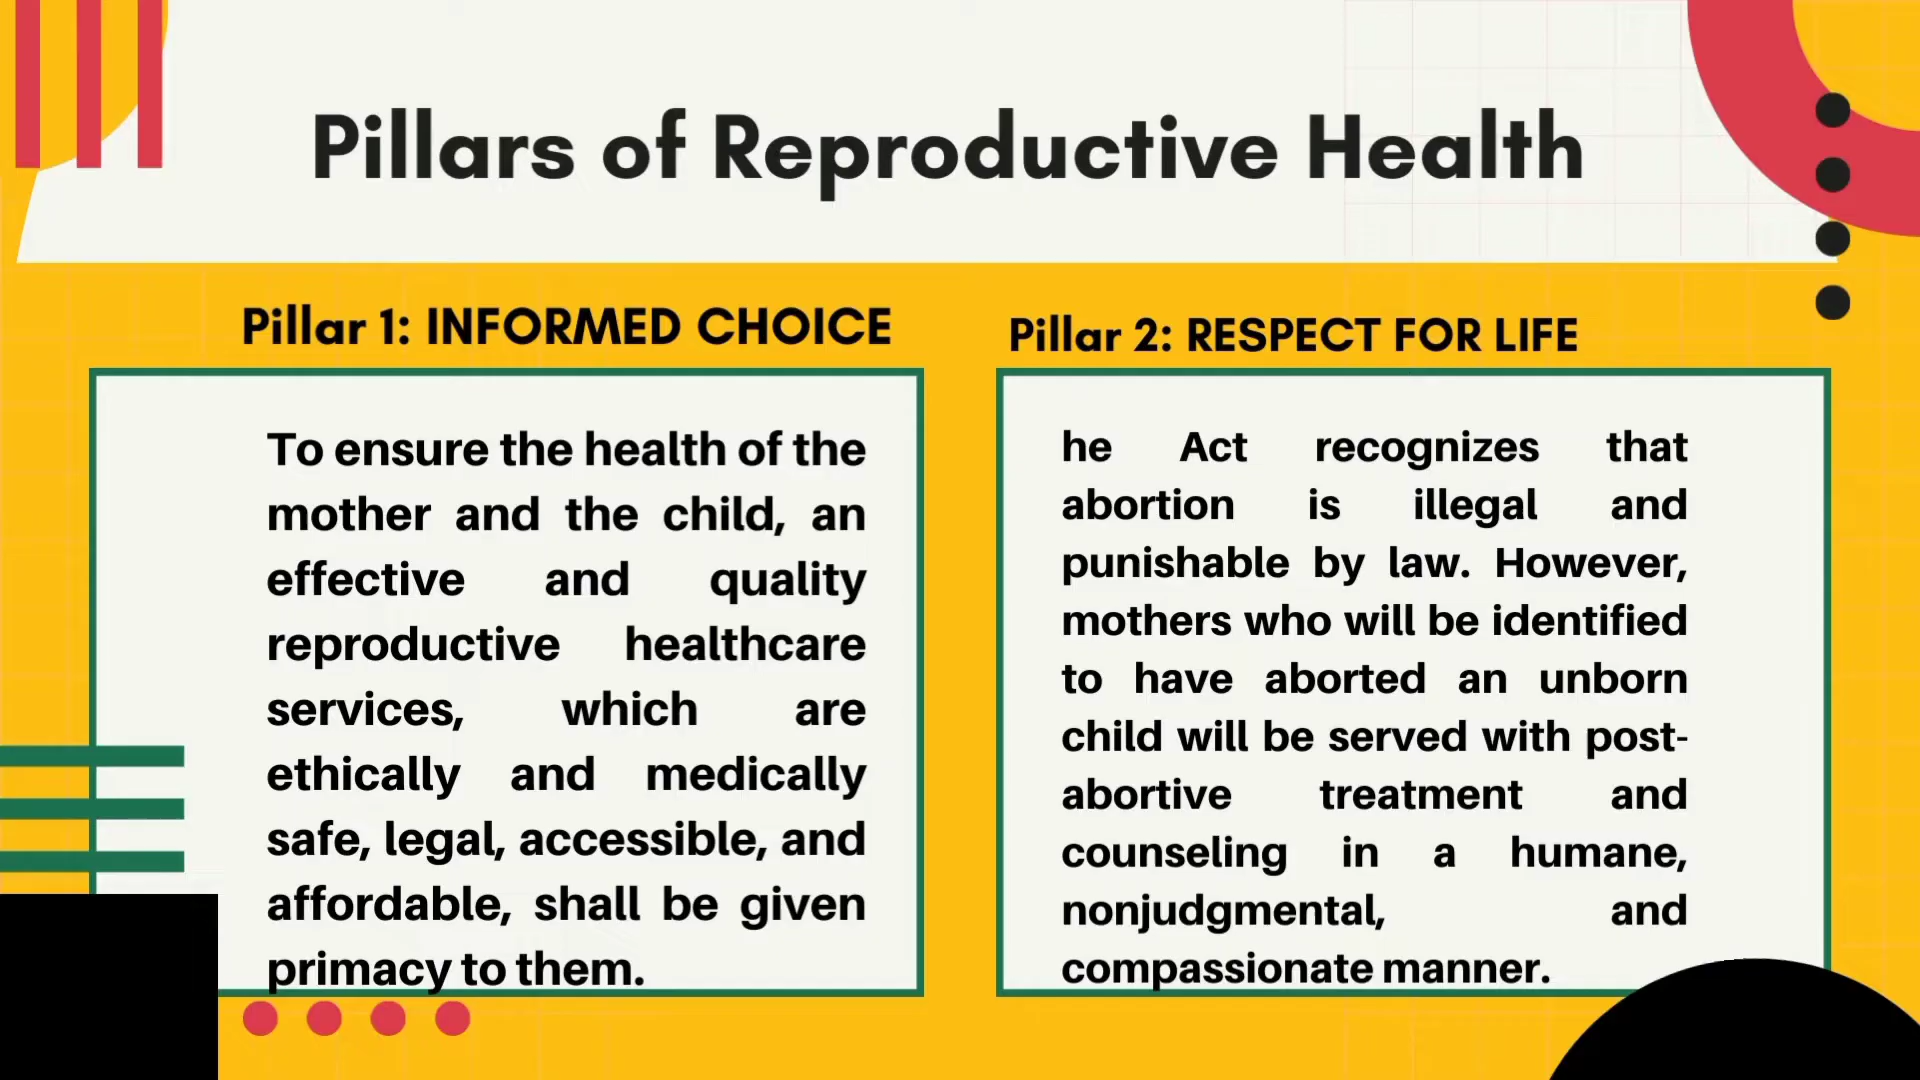 Pillars of Reproductive Health
Pillar 1: INFORMED CHOICE
To ensure the health of the
mother and the child, an
effective and quality
reproductive healthcare
services, which are
ethically and medically
safe, legal, accessible, and
affordable, shall be given
primacy to them.
Pillar 2: RESPECT FOR LIFE
he Act recognizes that
abortion is illegal and
punishable by law. However,
mothers who will be identified
to have aborted an unborn
child will be served with post-
abortive treatment and
counseling in a humane,
nonjudgmental, and
compassionate manner.